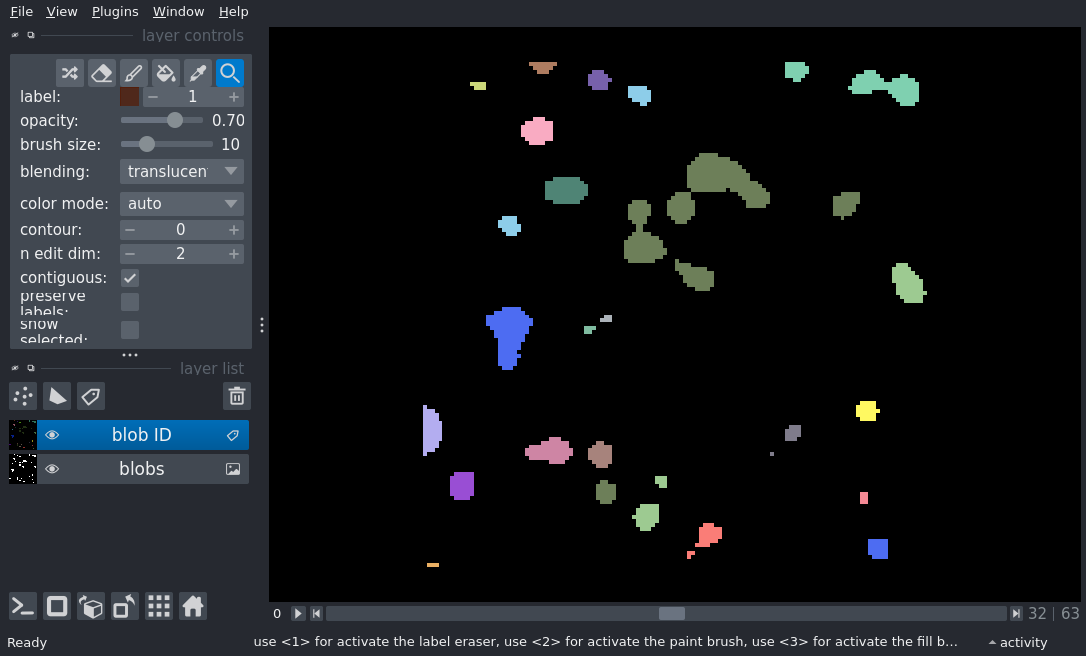 File View Plugins Window Help
layer controls
label: 1
opacity: 0.70
brush size: 10
blending: translucen
color mode: auto
contour: 0
n edit dim: 2
contiguous:
preserve
labels:
show
selected:
layer list
blob ID
blobs
0 32 63
Ready use <1> for activate the label eraser, use <2> for activate the paint brush, use <3> for activate the fill b... activity